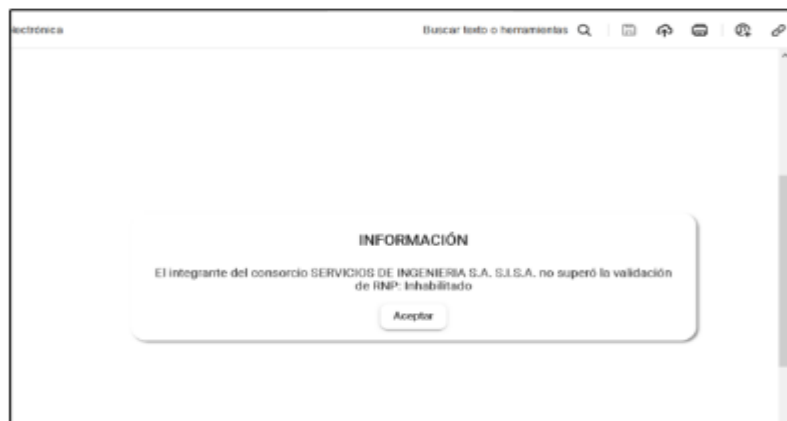 lectrónica
Buscar texto o herramientas
INFORMACIÓN
El integrante del consorcio SERVICIOS DE INGENIERIA S.A. S.I.S.A. no superó la validación
de RNP: Inhabilitado
Aceptar